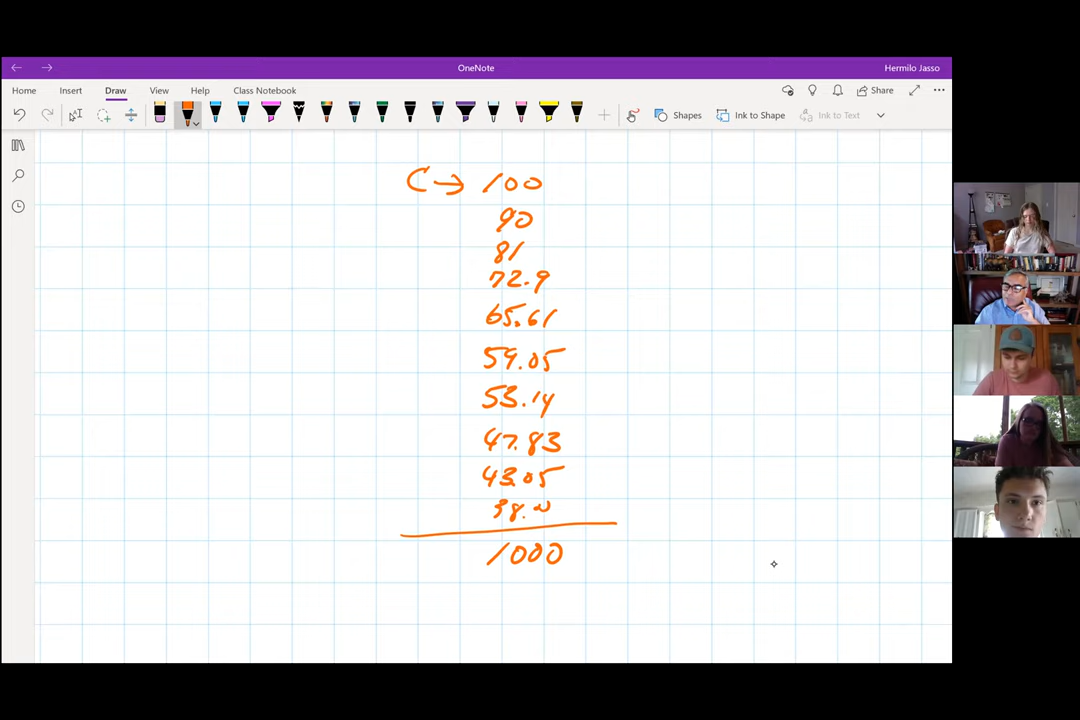 OneNote
Hermilo Jasso
Home Insert Draw View Help Class Notebook
Share
Shapes Ink to Shape Ink to Text
C → 100
90
81
72.9
65.61
59.05
53.14
47.83
43.05
1000